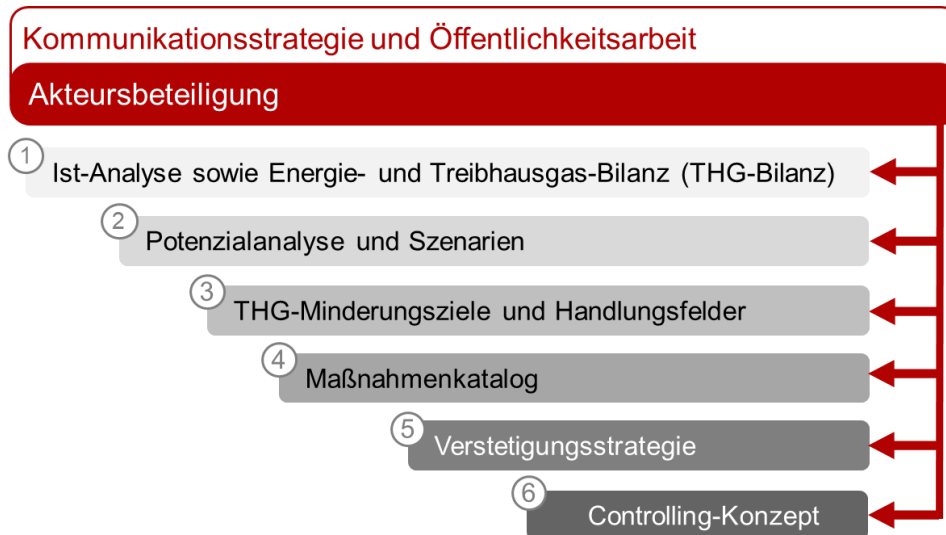 Kommunikationsstrategie und Öffentlichkeitsarbeit
Akteursbeteiligung
1 Ist-Analyse sowie Energie- und Treibhausgas-Bilanz (THG-Bilanz)
2 Potenzialanalyse und Szenarien
3 THG-Minderungsziele und Handlungsfelder
4 Maßnahmenkatalog
5 Verstetigungsstrategie
6 Controlling-Konzept